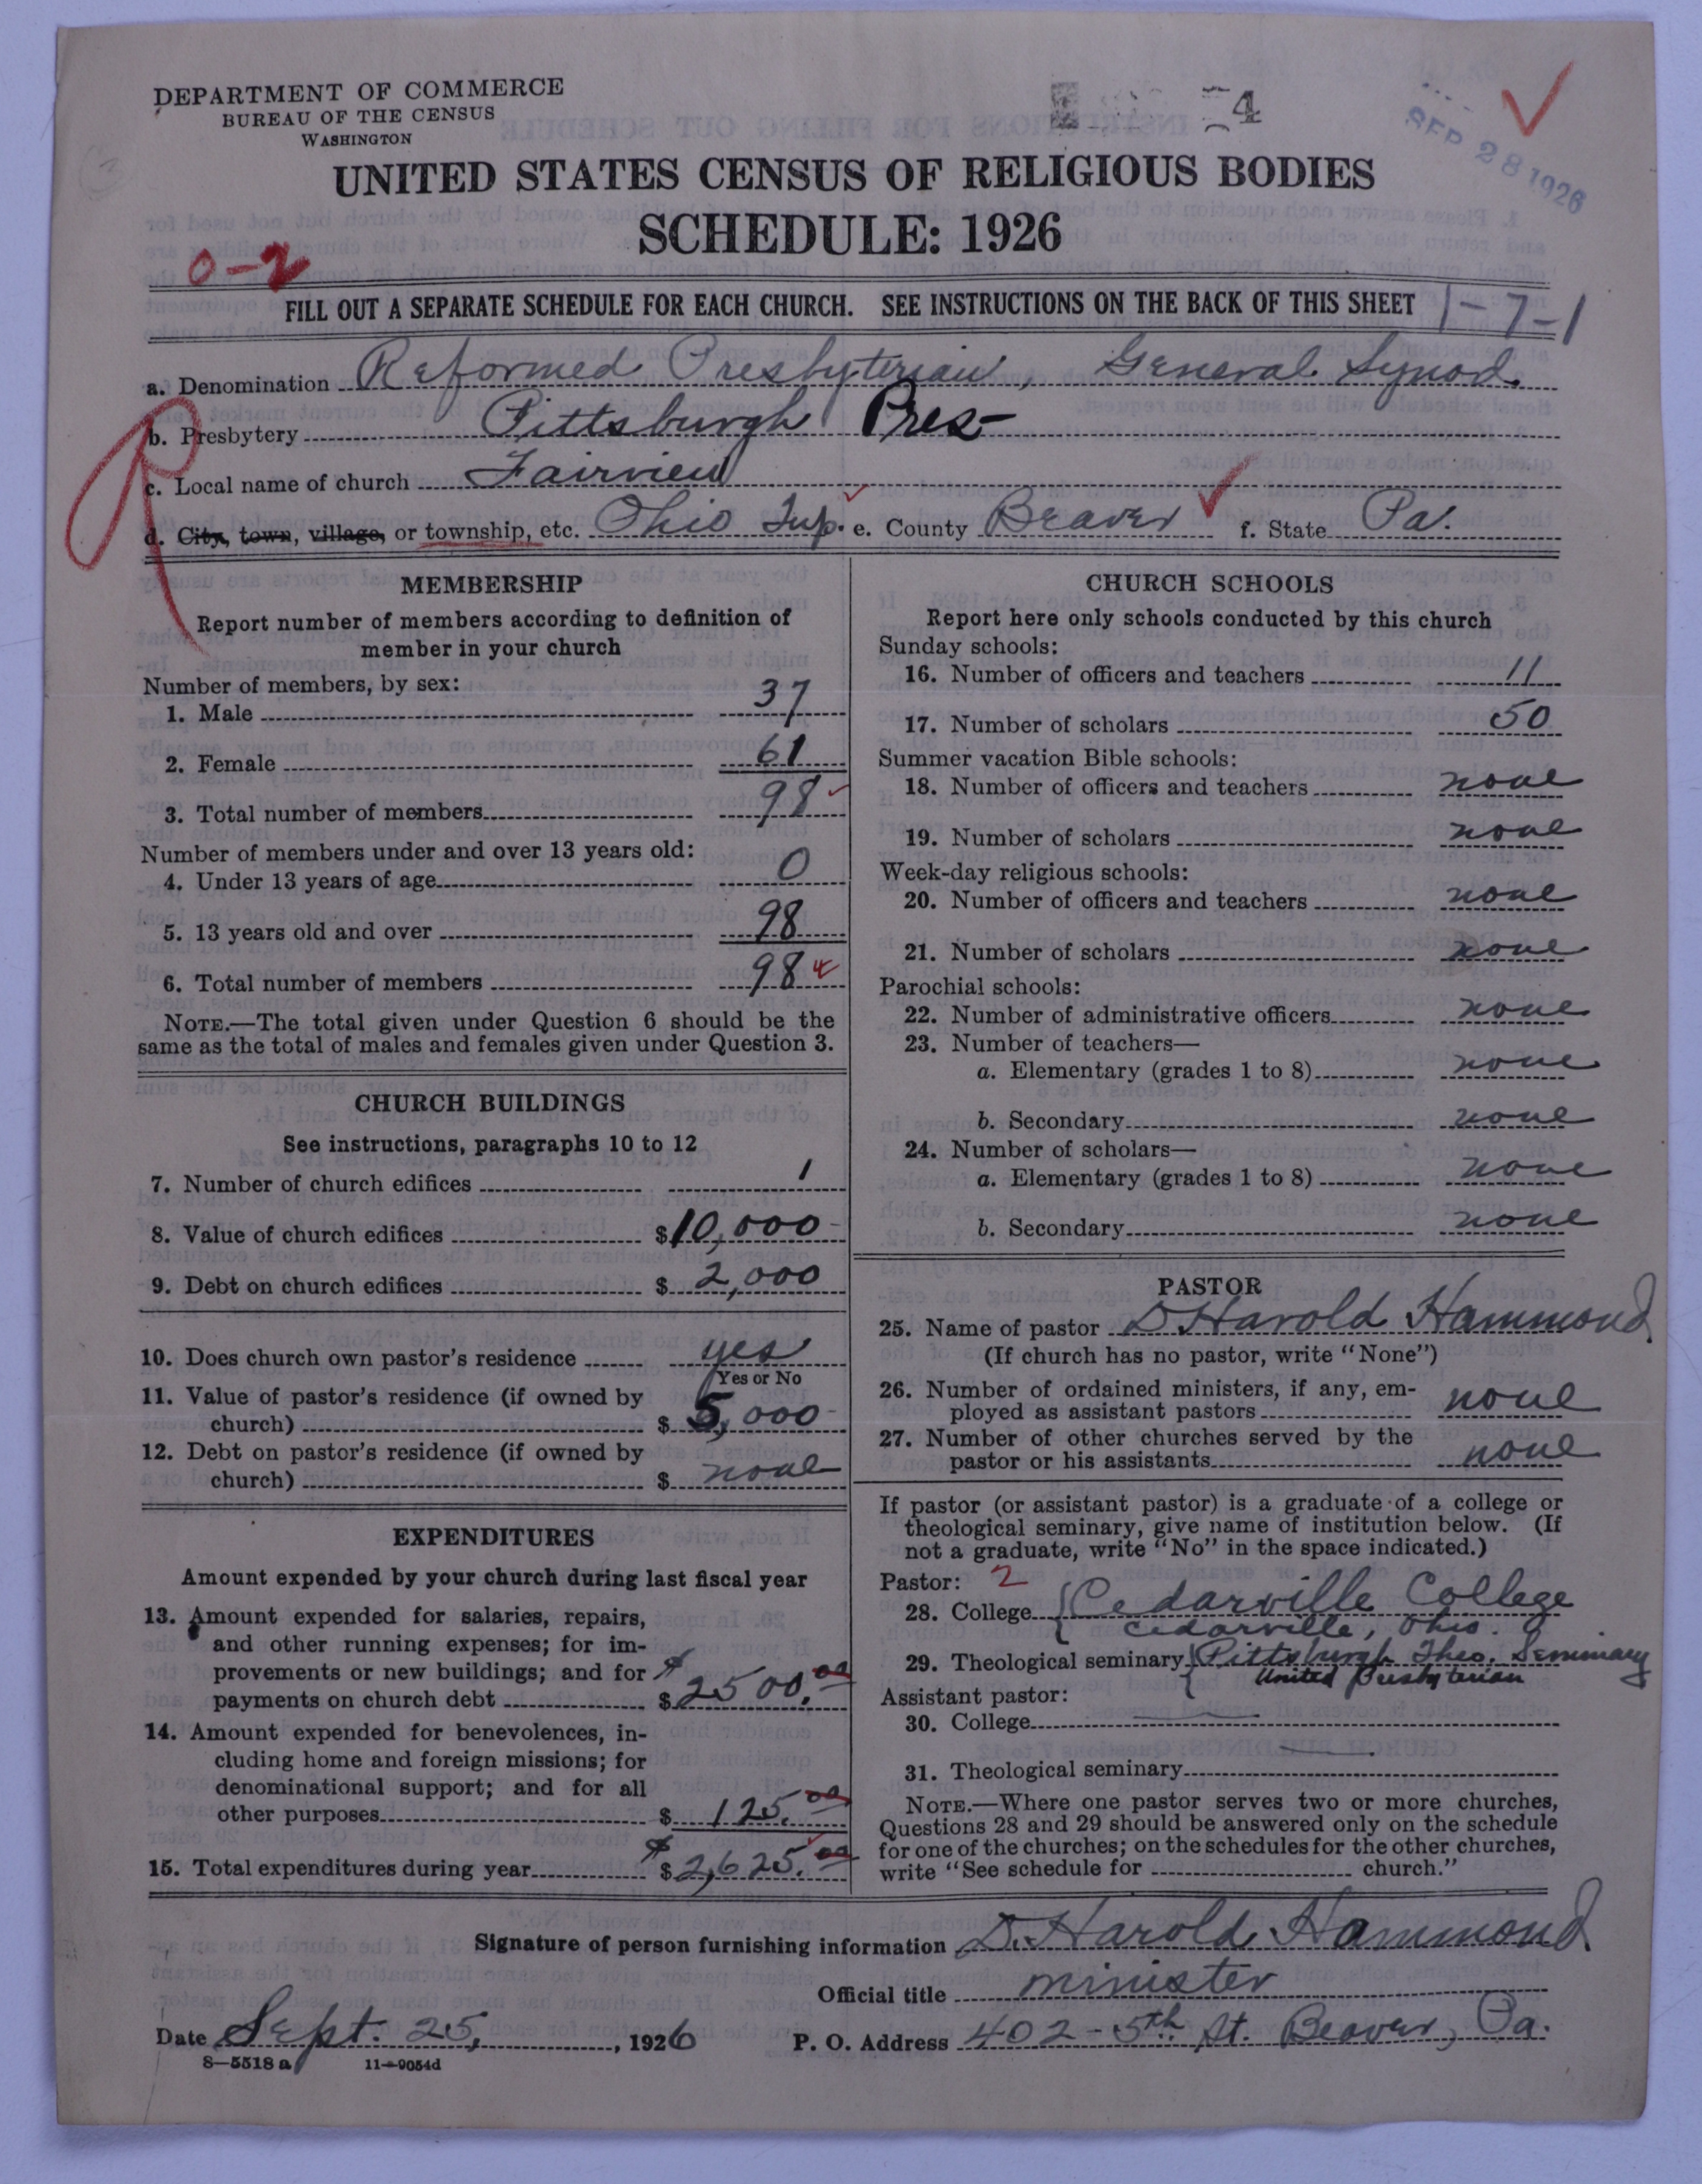 DEPARTMENT OF COMMERCE
BUREAU OF THE CENSUS
WASHINGTON
4
SEP 28 1926
UNITED STATES CENSUS OF RELIGIOUS BODIES
SCHEDULE: 1926
0-2
FILL OUT A SEPARATE SCHEDULE FOR EACH CHURCH. SEE INSTRUCTIONS ON THE BACK OF THIS SHEET
1-7-1
a. Denomination Reformed Presbyterian, General Synod.
b. Presbytery Pittsburgh Pres-
c. Local name of church Fairview
d. City, town, village, or township, etc. Ohio Twp. e. County Beaver f. State Pa.
MEMBERSHIP
Report number of members according to definition of
member in your church
Number of members, by sex:
1. Male 37
2. Female 61
3. Total number of members 98
Number of members under and over 13 years old:
4. Under 13 years of age 0
5. 13 years old and over 98
6. Total number of members 98
NOTE.—The total given under Question 6 should be the
same as the total of males and females given under Question 3.
CHURCH BUILDINGS
See instructions, paragraphs 10 to 12
7. Number of church edifices 1
8. Value of church edifices $10,000-
9. Debt on church edifices $ 2,000
10. Does church own pastor's residence yes
Yes or No
11. Value of pastor's residence (if owned by
church) $ 5,000-
12. Debt on pastor's residence (if owned by
church) $ none
EXPENDITURES
Amount expended by your church during last fiscal year
13. Amount expended for salaries, repairs,
and other running expenses; for im-
provements or new buildings; and for $
payments on church debt $ 2500.00
14. Amount expended for benevolences, in-
cluding home and foreign missions; for
denominational support; and for all
other purposes $ 125.00
15. Total expenditures during year $ $ 2,625.00
CHURCH SCHOOLS
Report here only schools conducted by this church
Sunday schools:
16. Number of officers and teachers 11
17. Number of scholars 50
Summer vacation Bible schools:
18. Number of officers and teachers none
19. Number of scholars none
Week-day religious schools:
20. Number of officers and teachers none
21. Number of scholars none
Parochial schools:
22. Number of administrative officers none
23. Number of teachers—
a. Elementary (grades 1 to 8) none
b. Secondary none
24. Number of scholars—
a. Elementary (grades 1 to 8) none
b. Secondary none
PASTOR
25. Name of pastor D Harold Hammond
(If church has no pastor, write "None")
26. Number of ordained ministers, if any, em-
ployed as assistant pastors none
27. Number of other churches served by the
pastor or his assistants none
If pastor (or assistant pastor) is a graduate of a college or
theological seminary, give name of institution below. (If
not a graduate, write "No" in the space indicated.)
Pastor: 2
28. College Cedarville College
Cedarville, Ohio.
29. Theological seminary Pittsburgh Theo. Seminary
United Presbyterian
Assistant pastor:
30. College
31. Theological seminary
NOTE.—Where one pastor serves two or more churches,
Questions 28 and 29 should be answered only on the schedule
for one of the churches; on the schedules for the other churches,
write "See schedule for church."
Signature of person furnishing information D. Harold Hammond
Official title minister
Date Sept. 25, 1926 P. O. Address 402-5th St. Beaver, Pa.
8—5518 a 11—9054d